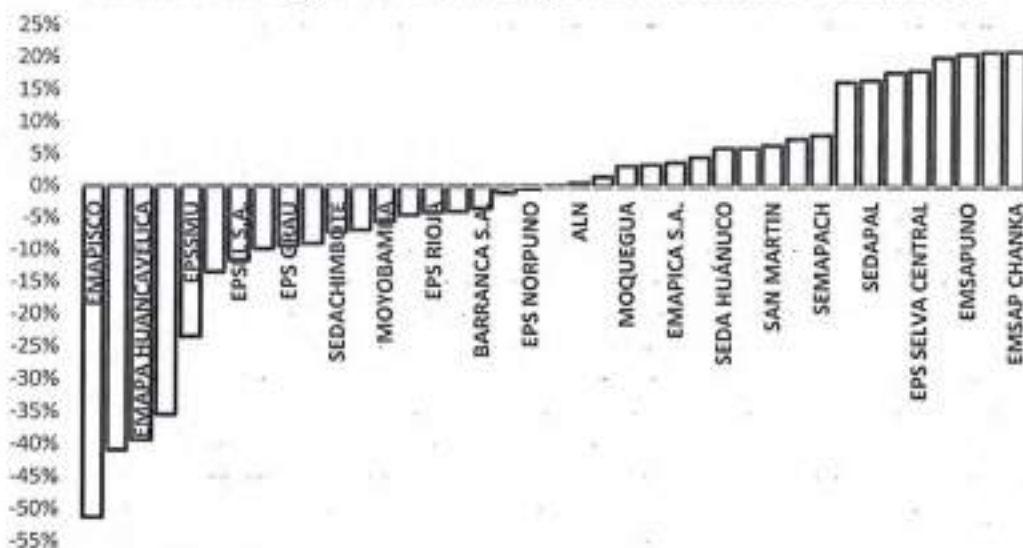 25%
20%
15%
10%
5%
0%
-5%
-10%
-15%
-20%
-25%
-30%
-35%
-40%
-45%
-50%
-55%
EMAPISCO
EMAPA HUANCAVELICA
EPSSMU
EPS S.A.
EPS GRAU
SEDACHIMBOTE
MOYOBAMBA
EPS RIOJA
BARRANCA S.A.
EPS NORPUNO
ALN
MOQUEGUA
EMAPICA S.A.
SEDA HUÁNUCO
SAN MARTIN
SEMAPACH
SEDAPAL
EPS SELVA CENTRAL
EMSAPUNO
EMSAP CHANKA